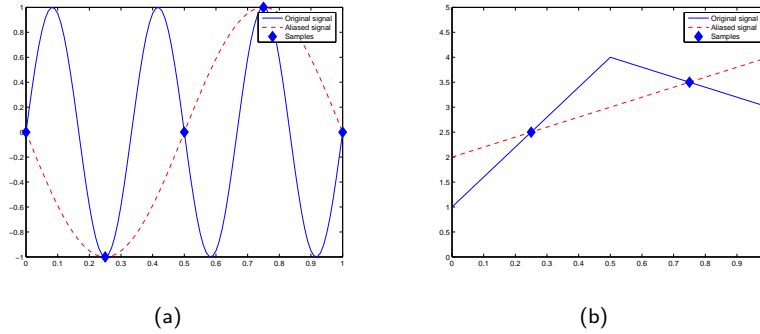 Original signal
Aliased signal
Samples
1
0.8
0.6
0.4
0.2
0
−0.2
−0.4
−0.6
−0.8
−1
0 0.1 0.2 0.3 0.4 0.5 0.6 0.7 0.8 0.9 1
(a)
Original signal
Aliased signal
Samples
5
4.5
4
3.5
3
2.5
2
1.5
1
0.5
0
0 0.1 0.2 0.3 0.4 0.5 0.6 0.7 0.8 0.9
(b)